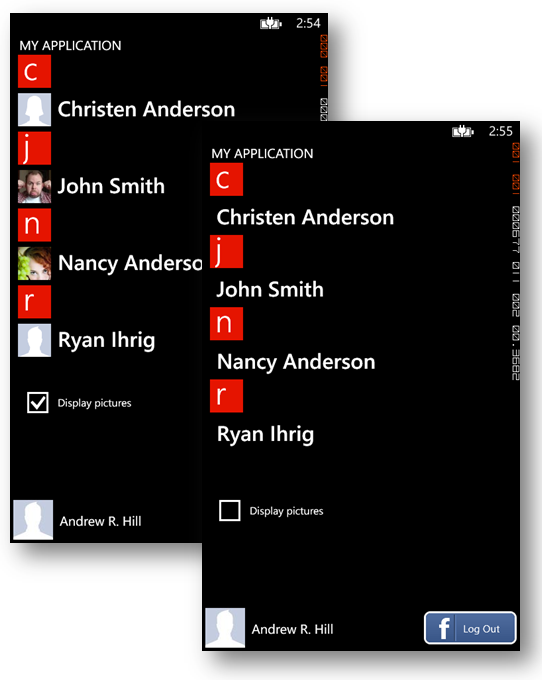 2:54
MY APPLICATION
c
Christen Anderson
j
John Smith
n
Nancy Anderso
r
Ryan Ihrig
Display pictures
Andrew R. Hill
2:55
MY APPLICATION
c
Christen Anderson
j
John Smith
n
Nancy Anderson
r
Ryan Ihrig
Display pictures
Andrew R. Hill
f Log Out